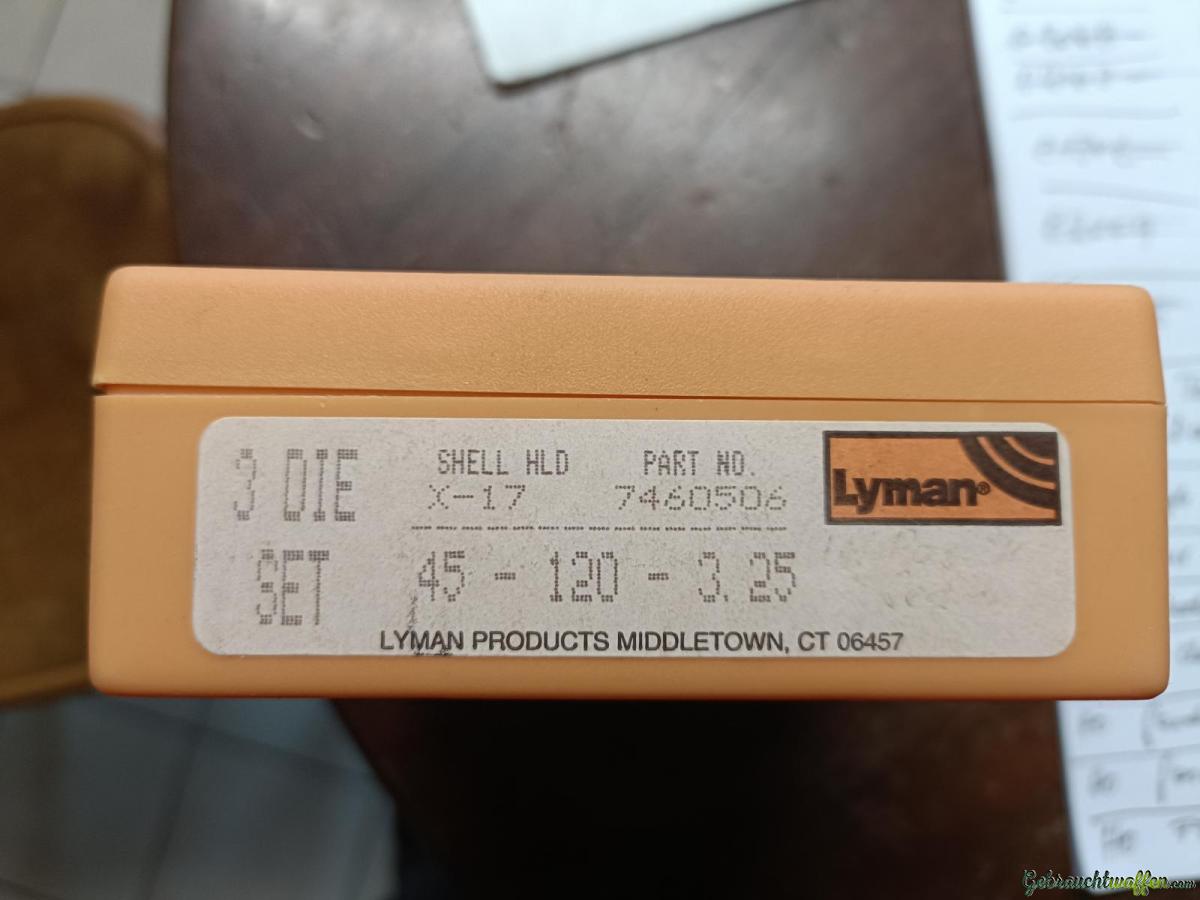 3 DIE SHELL HLD PART NO.
X-17 7460506
Lyman®
SET 45 - 120 - 3.25
LYMAN PRODUCTS MIDDLETOWN, CT 06457
Gebrauchtwaffen.com